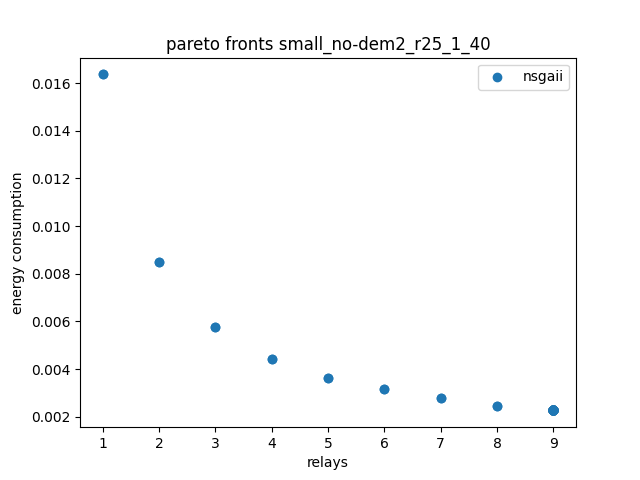 pareto fronts small_no-dem2_r25_1_40
nsgaii
0.016
0.014
0.012
0.010
0.008
0.006
0.004
0.002
energy consumption
1 2 3 4 5 6 7 8 9
relays